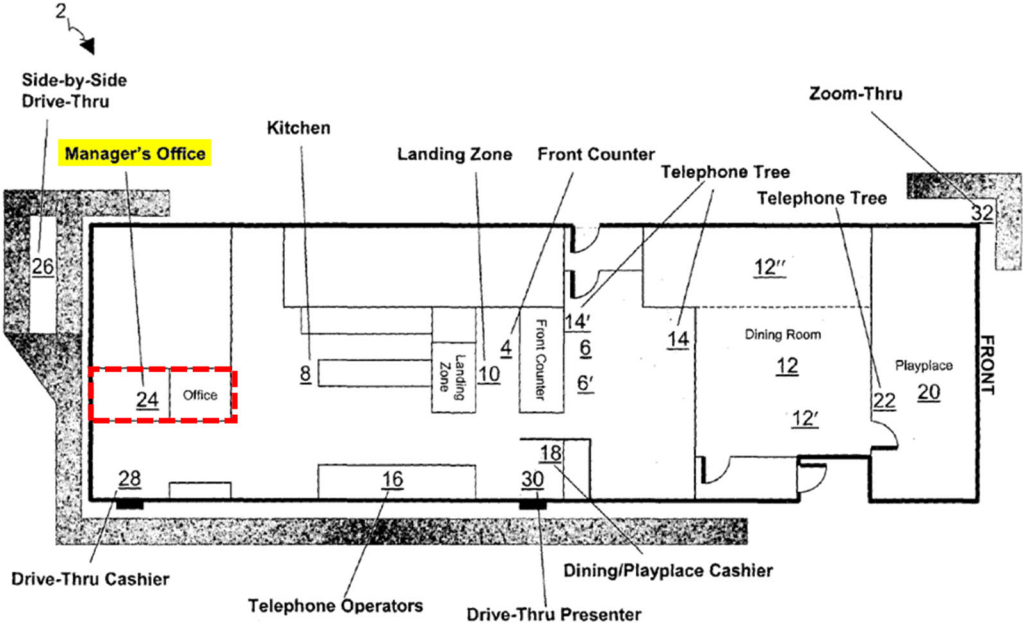 2
Side-by-Side
Drive-Thru
Zoom-Thru
Kitchen
Manager's Office
Landing Zone
Front Counter
Telephone Tree
Telephone Tree
32
26
12''
14'
4
6
14
Dining Room
FRONT
8
Landing
Zone
10
Front Counter
6'
12
Playplace
24
Office
22
20
12'
18
28
16
30
Drive-Thru Cashier
Dining/Playplace Cashier
Telephone Operators
Drive-Thru Presenter